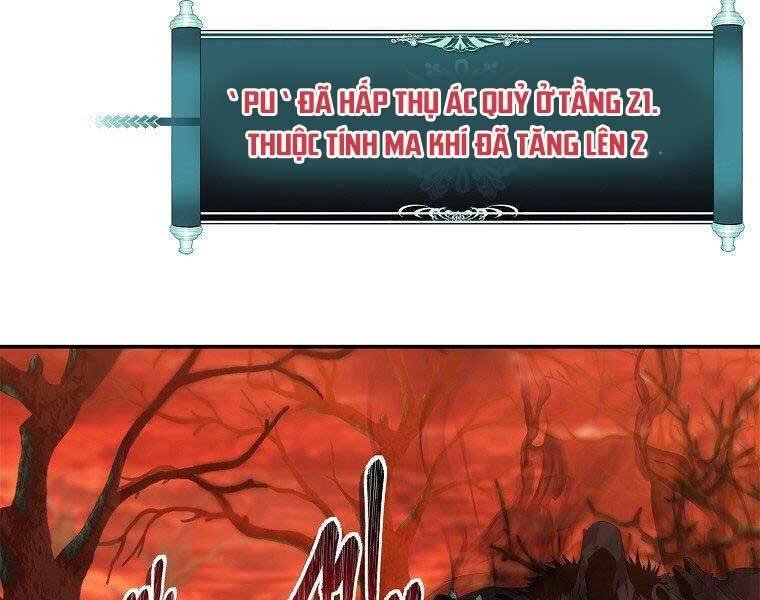 ` PU ` ĐÃ HẤP THỤ ÁC QUỶ Ở TẦNG 21.
THUỘC TÍNH MA KHÍ ĐÃ TĂNG LÊN 2